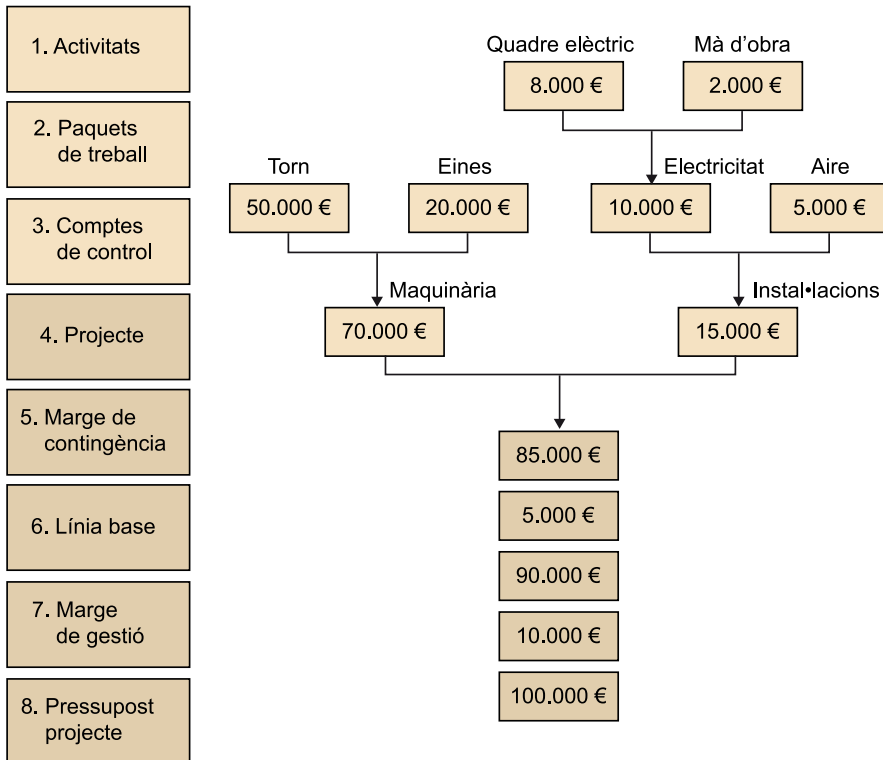 1. Activitats
2. Paquets
de treball
3. Comptes
de control
4. Projecte
5. Marge de
contingència
6. Línia base
7. Marge
de gestió
8. Pressupost
projecte
Quadre elèctric
Mà d’obra
8.000 €
2.000 €
Torn
Eines
Electricitat
Aire
50.000 €
20.000 €
10.000 €
5.000 €
Maquinària
Instal•lacions
70.000 €
15.000 €
85.000 €
5.000 €
90.000 €
10.000 €
100.000 €